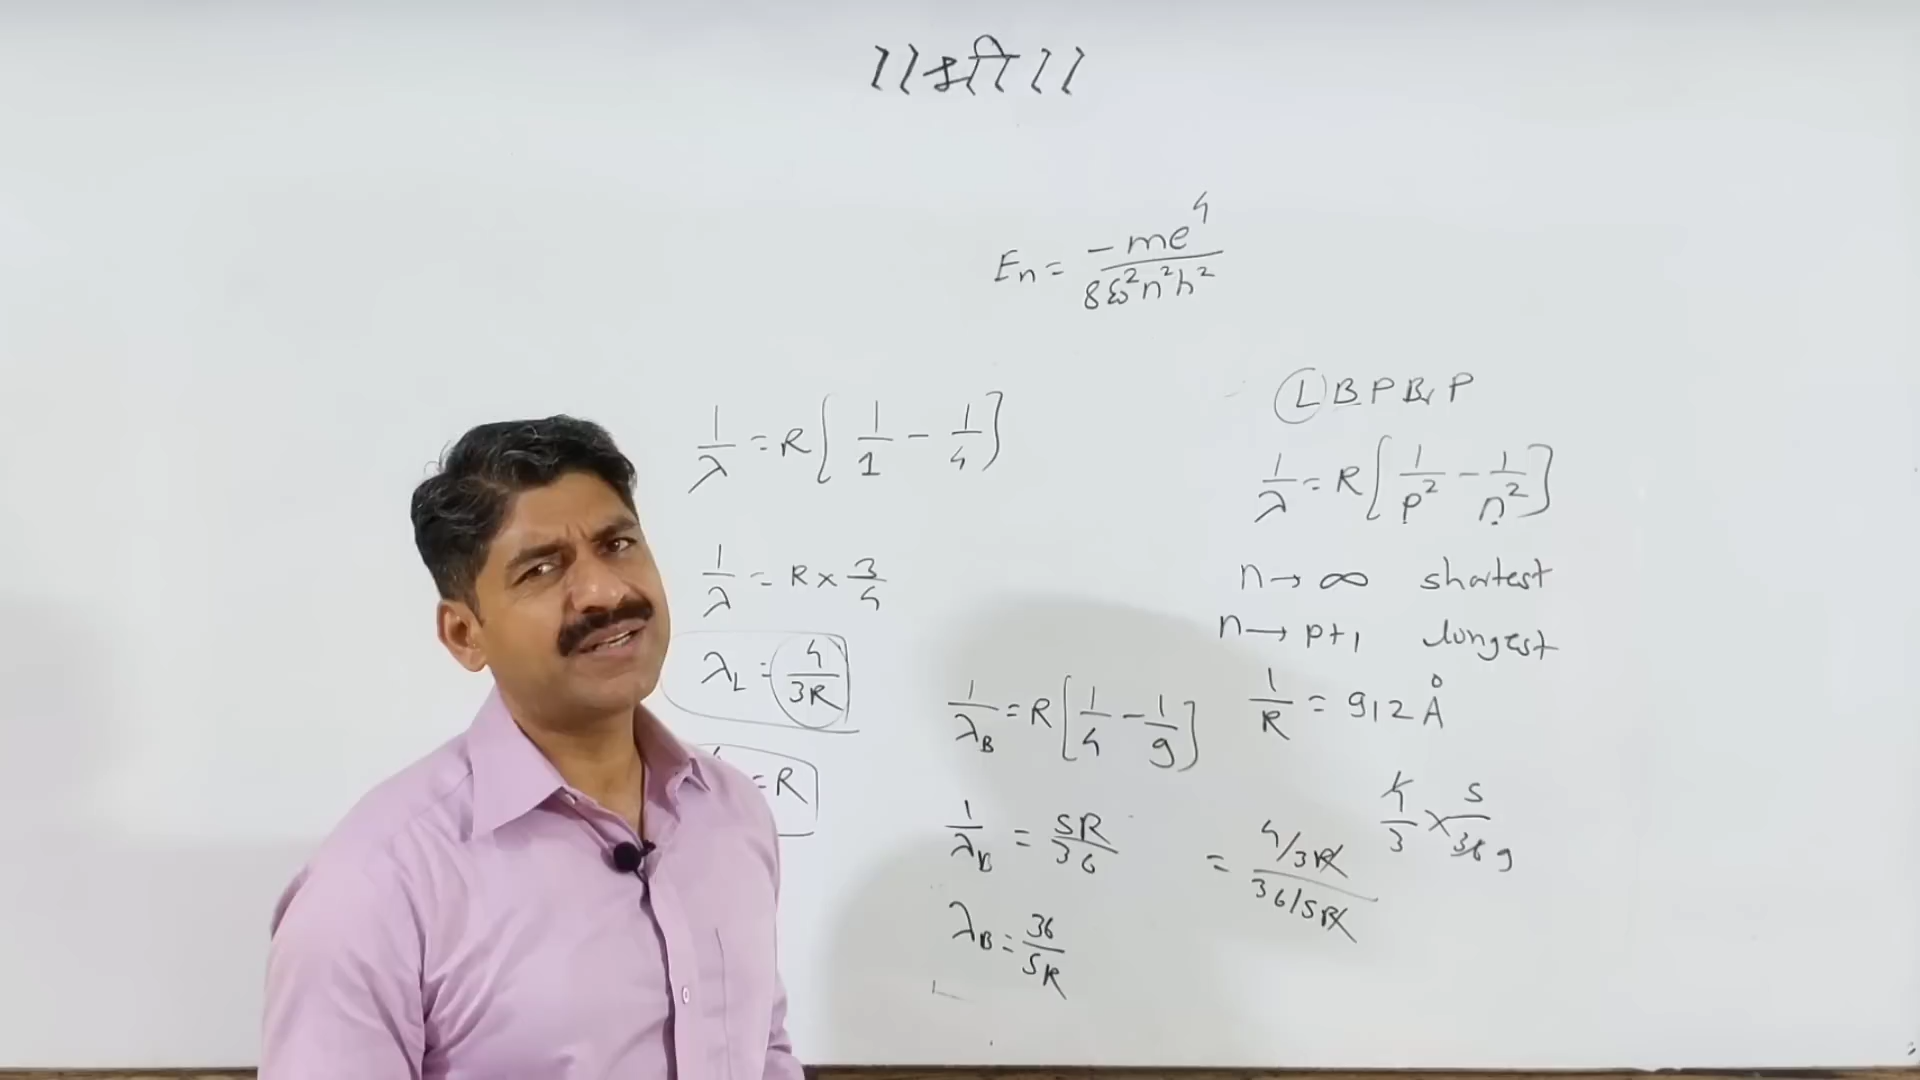 ।।श्री।।
En = -me⁴ / 8ε₀²n²h²
1/λ = R[1/1 - 1/4]
1/λ = R × 3/4
λL = 4/3R
= R
L B P Br P
1/λ = R[1/p² - 1/n²]
n → ∞ shortest
n → p+1 longest
1/R = 912 Å
1/λB = R[1/4 - 1/9]
1/λB = 5R/36
λB = 36/5R
= 4/3R / 36/5R
4/3 × 5/36 9